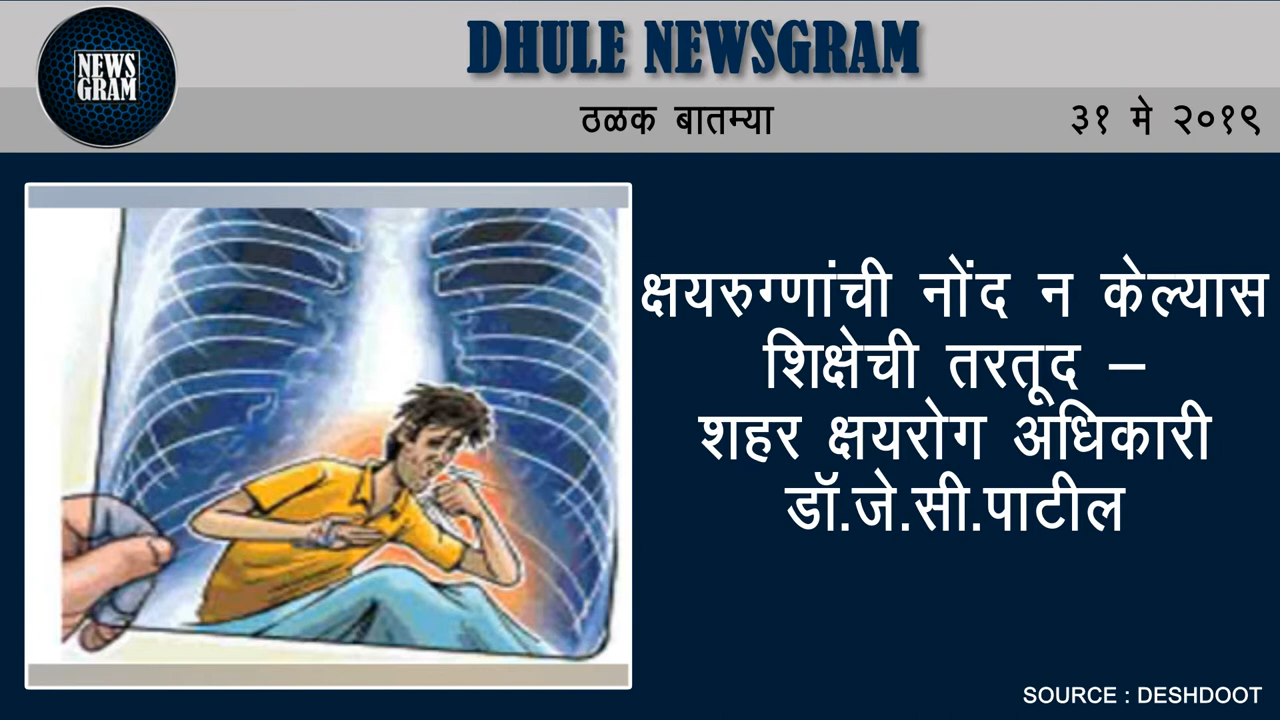 NEWS
GRAM
DHULE NEWSGRAM
ठळक बातम्या
३१ मे २०१९
क्षयरुग्णांची नोंद न केल्यास
शिक्षेची तरतूद –
शहर क्षयरोग अधिकारी
डॉ.जे.सी.पाटील
SOURCE : DESHDOOT